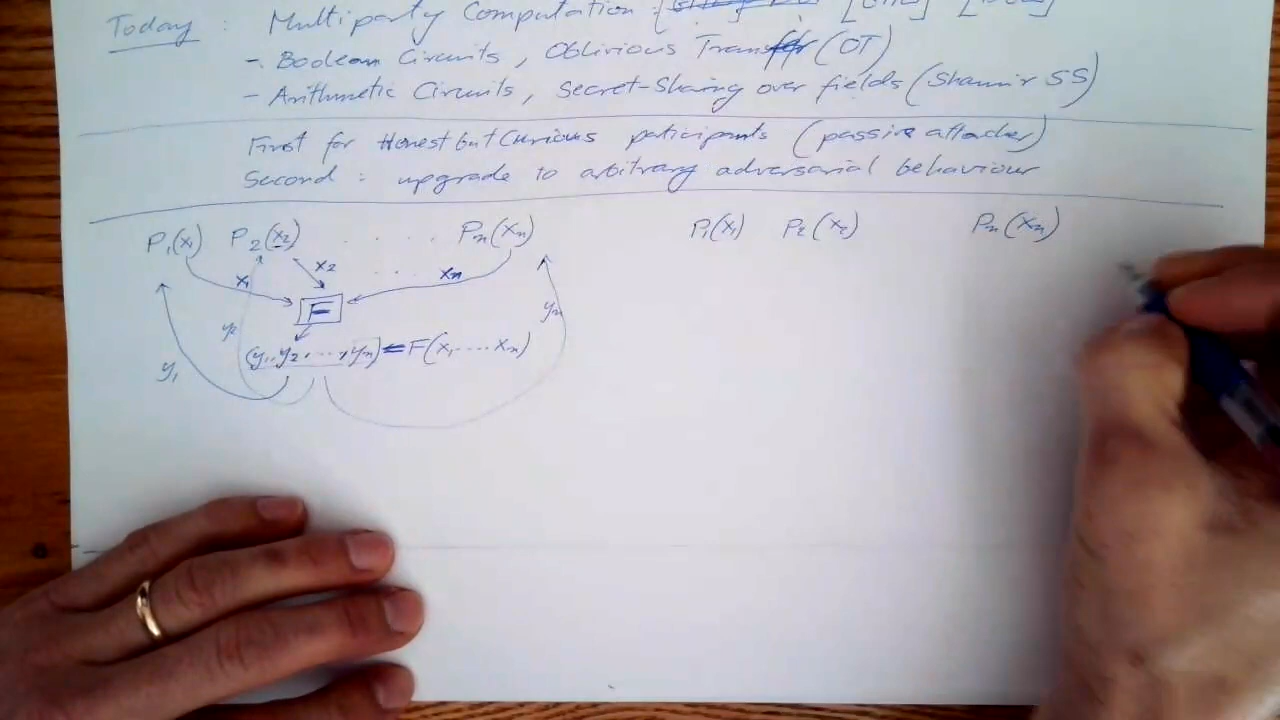 Today : Multiparty Computation :
- Boolean Circuits, Oblivious Transfer (OT)
- Arithmetic Circuits, Secret-Sharing over fields (Shamir SS)
First for Honest but Curious participants (passive attacker)
Second : upgrade to arbitrary adversarial behaviour
P₁(x₁) P₂(x₂) . . . . . Pₙ(xₙ) P₁(x₁) P₂(x₂) Pₙ(xₙ)
x₁ x₂ . . . . xₙ
F
y₂ yₙ
(y₁, y₂, ..., yₙ) = F(x₁ .... xₙ)
y₁